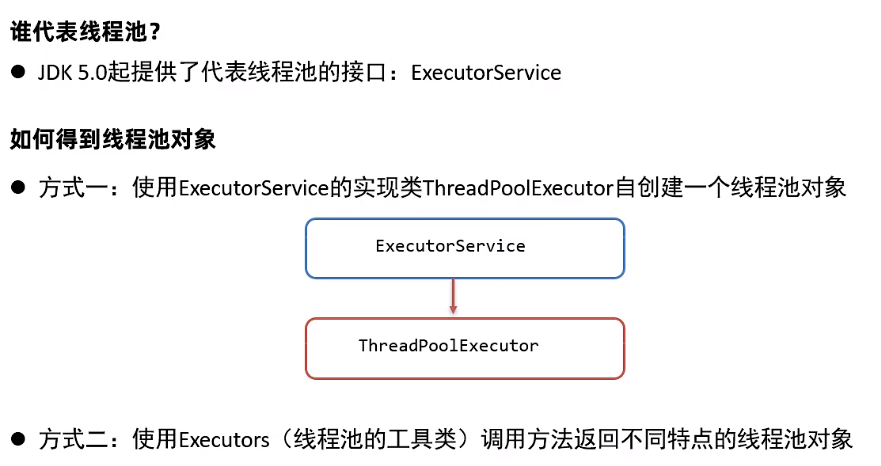 谁代表线程池？
● JDK 5.0起提供了代表线程池的接口：ExecutorService
如何得到线程池对象
● 方式一：使用ExecutorService的实现类ThreadPoolExecutor自创建一个线程池对象
ExecutorService
ThreadPoolExecutor
● 方式二：使用Executors（线程池的工具类）调用方法返回不同特点的线程池对象